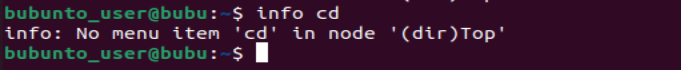 bubunto_user@bubu:~$ info cd
info: No menu item 'cd' in node '(dir)Top'
bubunto_user@bubu:~$